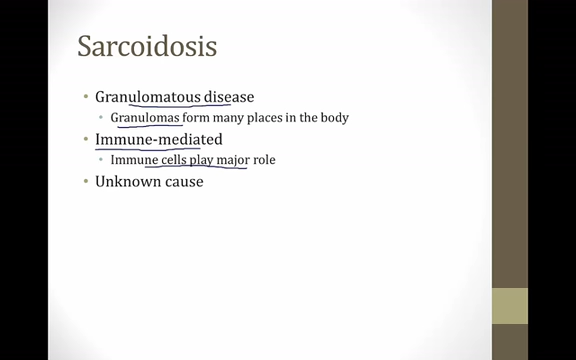 Sarcoidosis
• Granulomatous disease
• Granulomas form many places in the body
• Immune-mediated
• Immune cells play major role
• Unknown cause